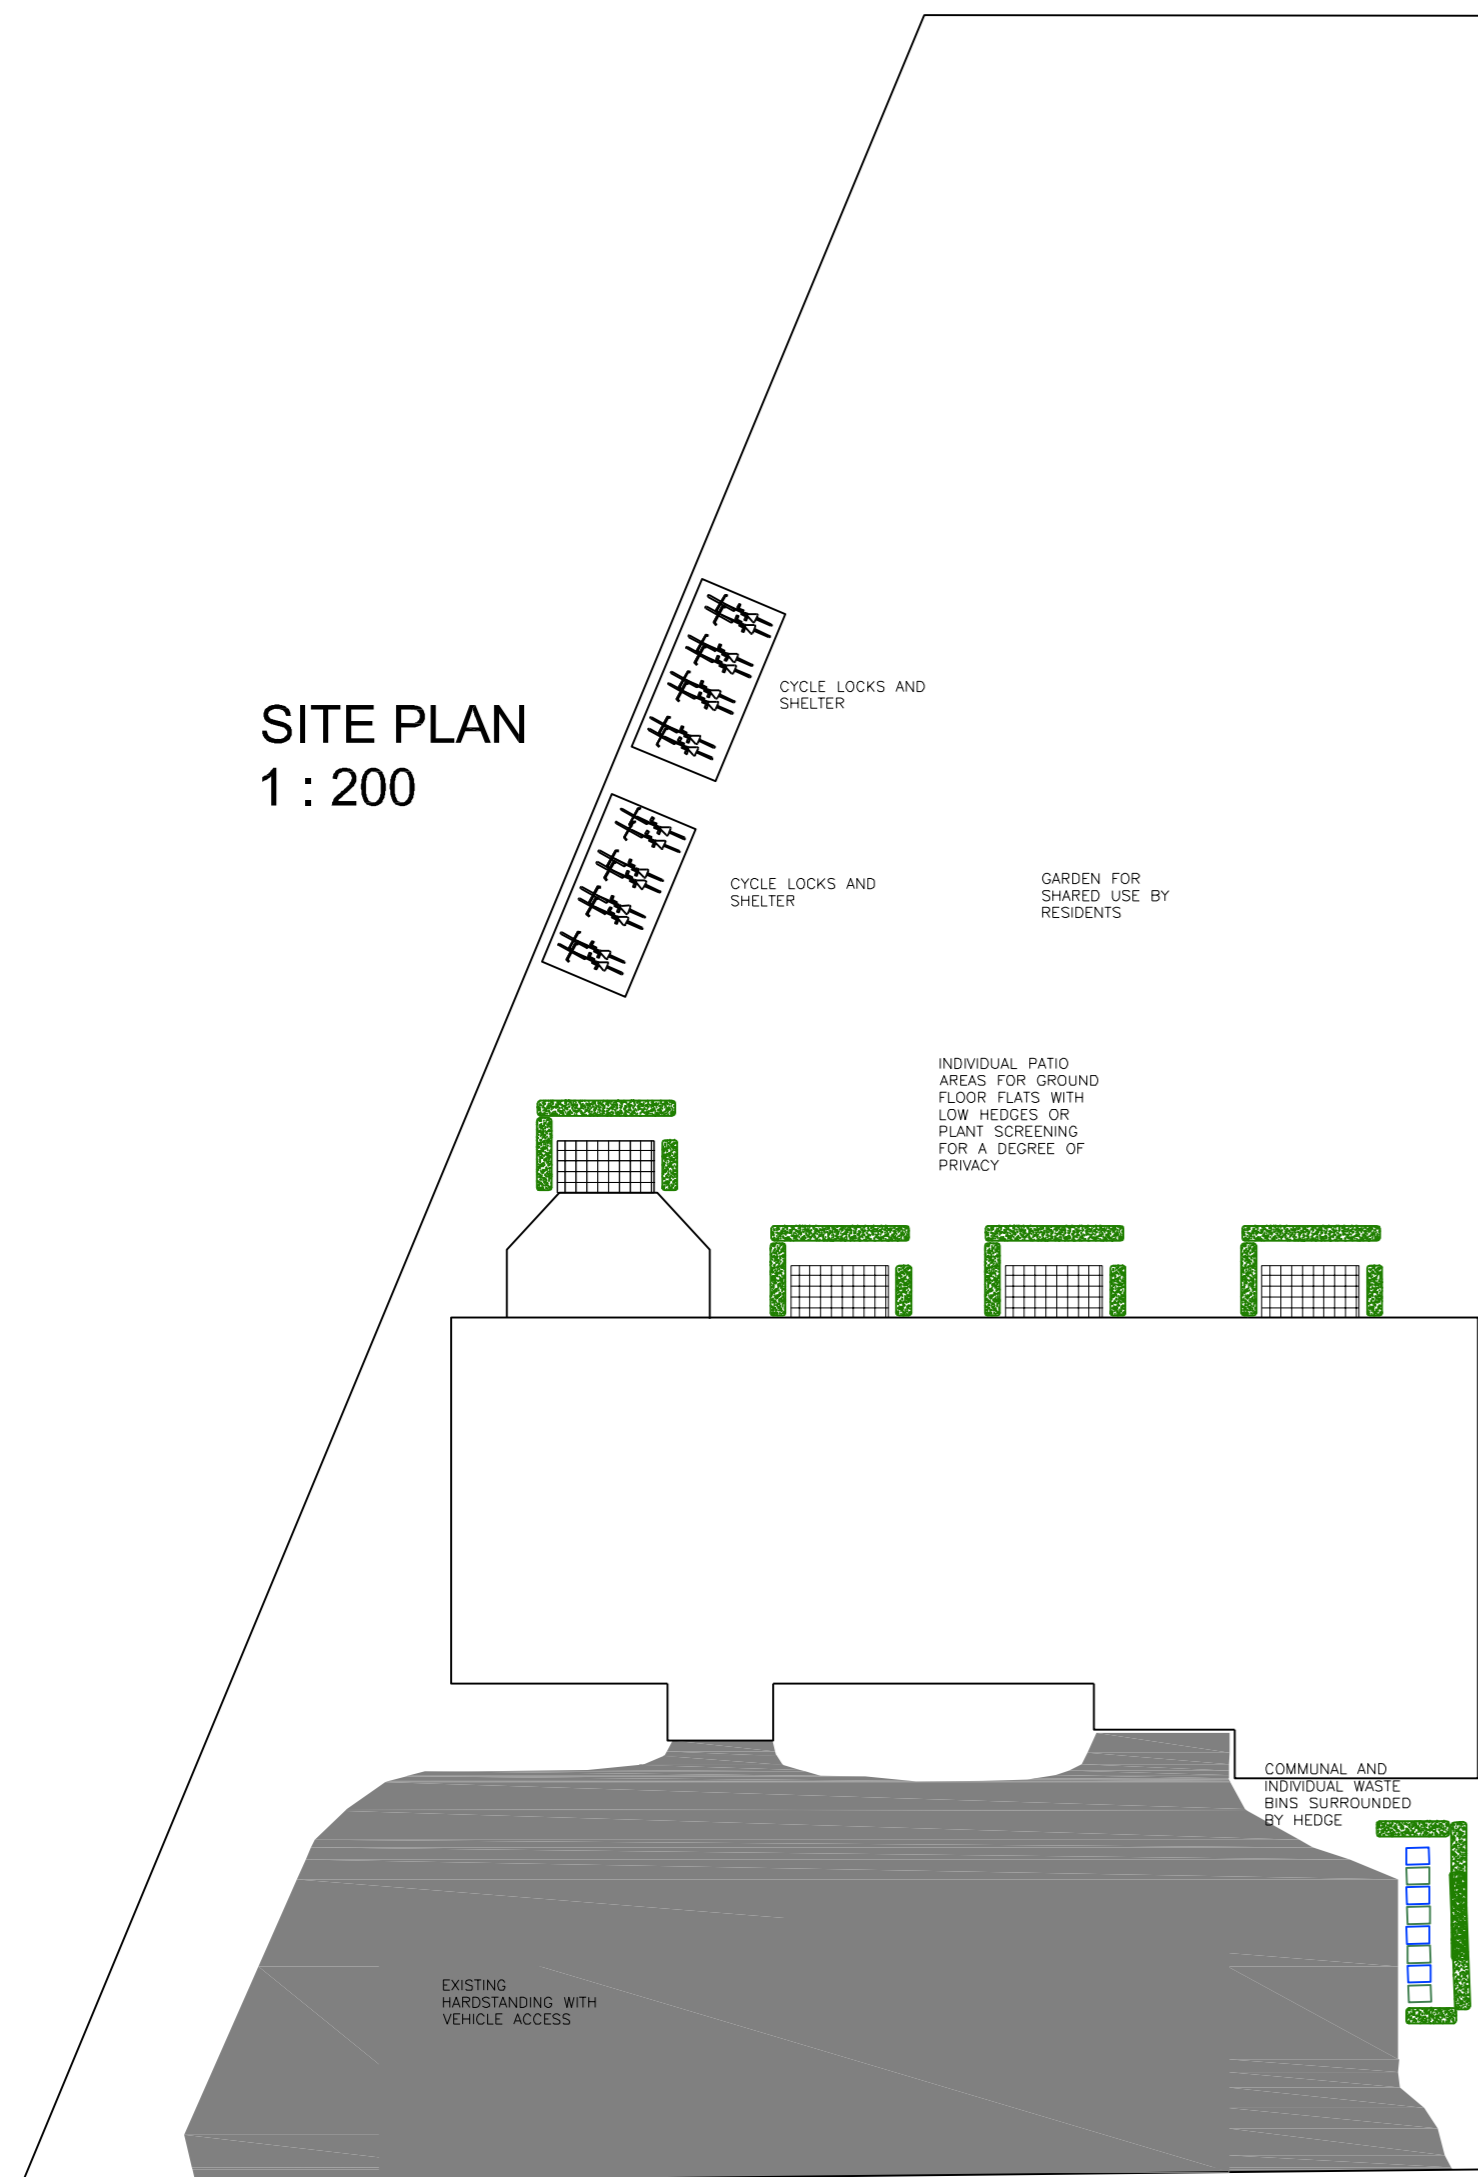 SITE PLAN
1 : 200
CYCLE LOCKS AND
SHELTER
CYCLE LOCKS AND
SHELTER
GARDEN FOR
SHARED USE BY
RESIDENTS
INDIVIDUAL PATIO
AREAS FOR GROUND
FLOOR FLATS WITH
LOW HEDGES OR
PLANT SCREENING
FOR A DEGREE OF
PRIVACY
COMMUNAL AND
INDIVIDUAL WASTE
BINS SURROUNDED
BY HEDGE
EXISTING
HARDSTANDING WITH
VEHICLE ACCESS